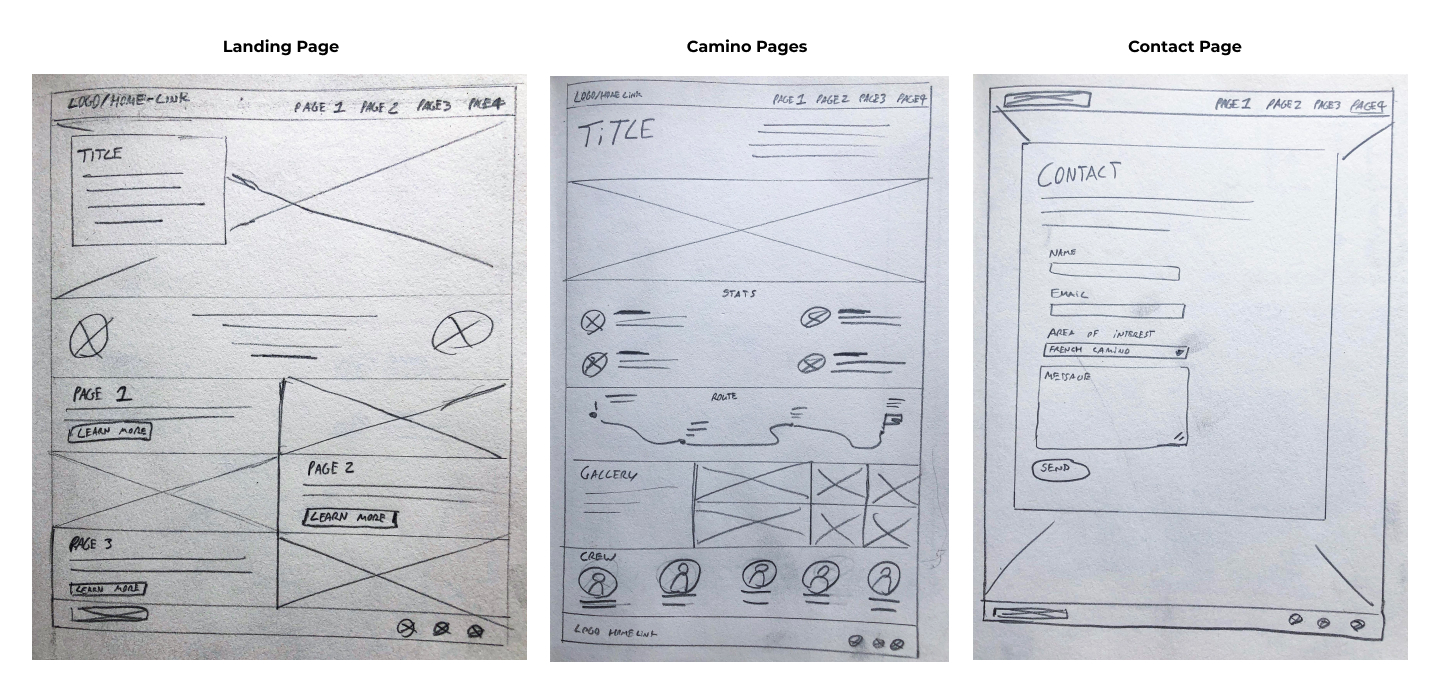 Landing Page
LOGO/HOME-LINK
PAGE 1 PAGE 2 PAGE3 PAGE4
TITLE
PAGE 1
LEARN MORE
PAGE 2
LEARN MORE
PAGE 3
LEARN MORE
Camino Pages
LOGO/HOME LINK
PAGE 1 PAGE 2 PAGE3 PAGE4
TITLE
STATS
ROUTE
GALLERY
CREW
LOGO HOME LINK
Contact Page
PAGE 1 PAGE 2 PAGE3 PAGE4
CONTACT
NAME
EMAIL
AREA OF INTEREST
FRENCH CAMINO
MESSAGE
SEND